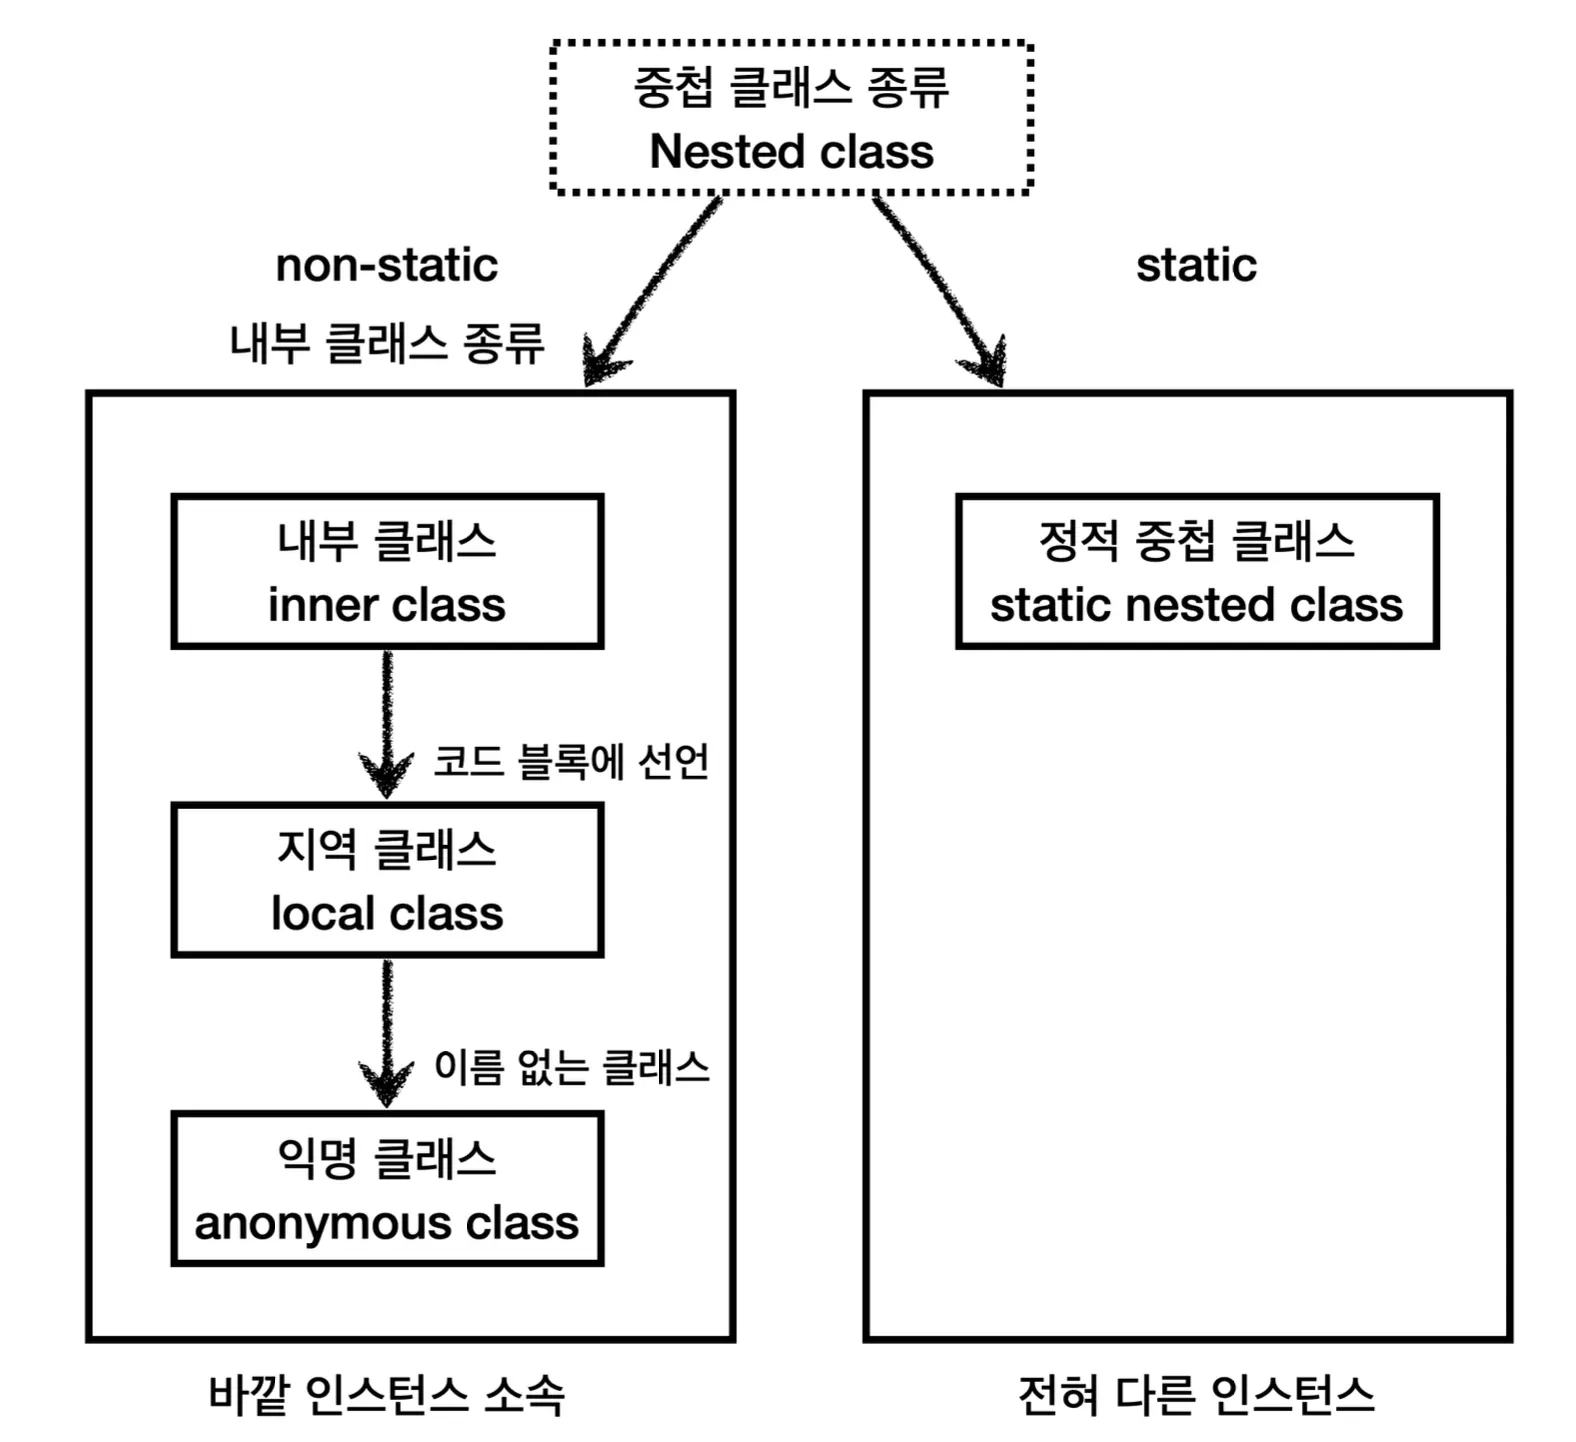 중첩 클래스 종류
Nested class
non-static
내부 클래스 종류
static
내부 클래스
inner class
코드 블록에 선언
지역 클래스
local class
이름 없는 클래스
익명 클래스
anonymous class
바깥 인스턴스 소속
정적 중첩 클래스
static nested class
전혀 다른 인스턴스